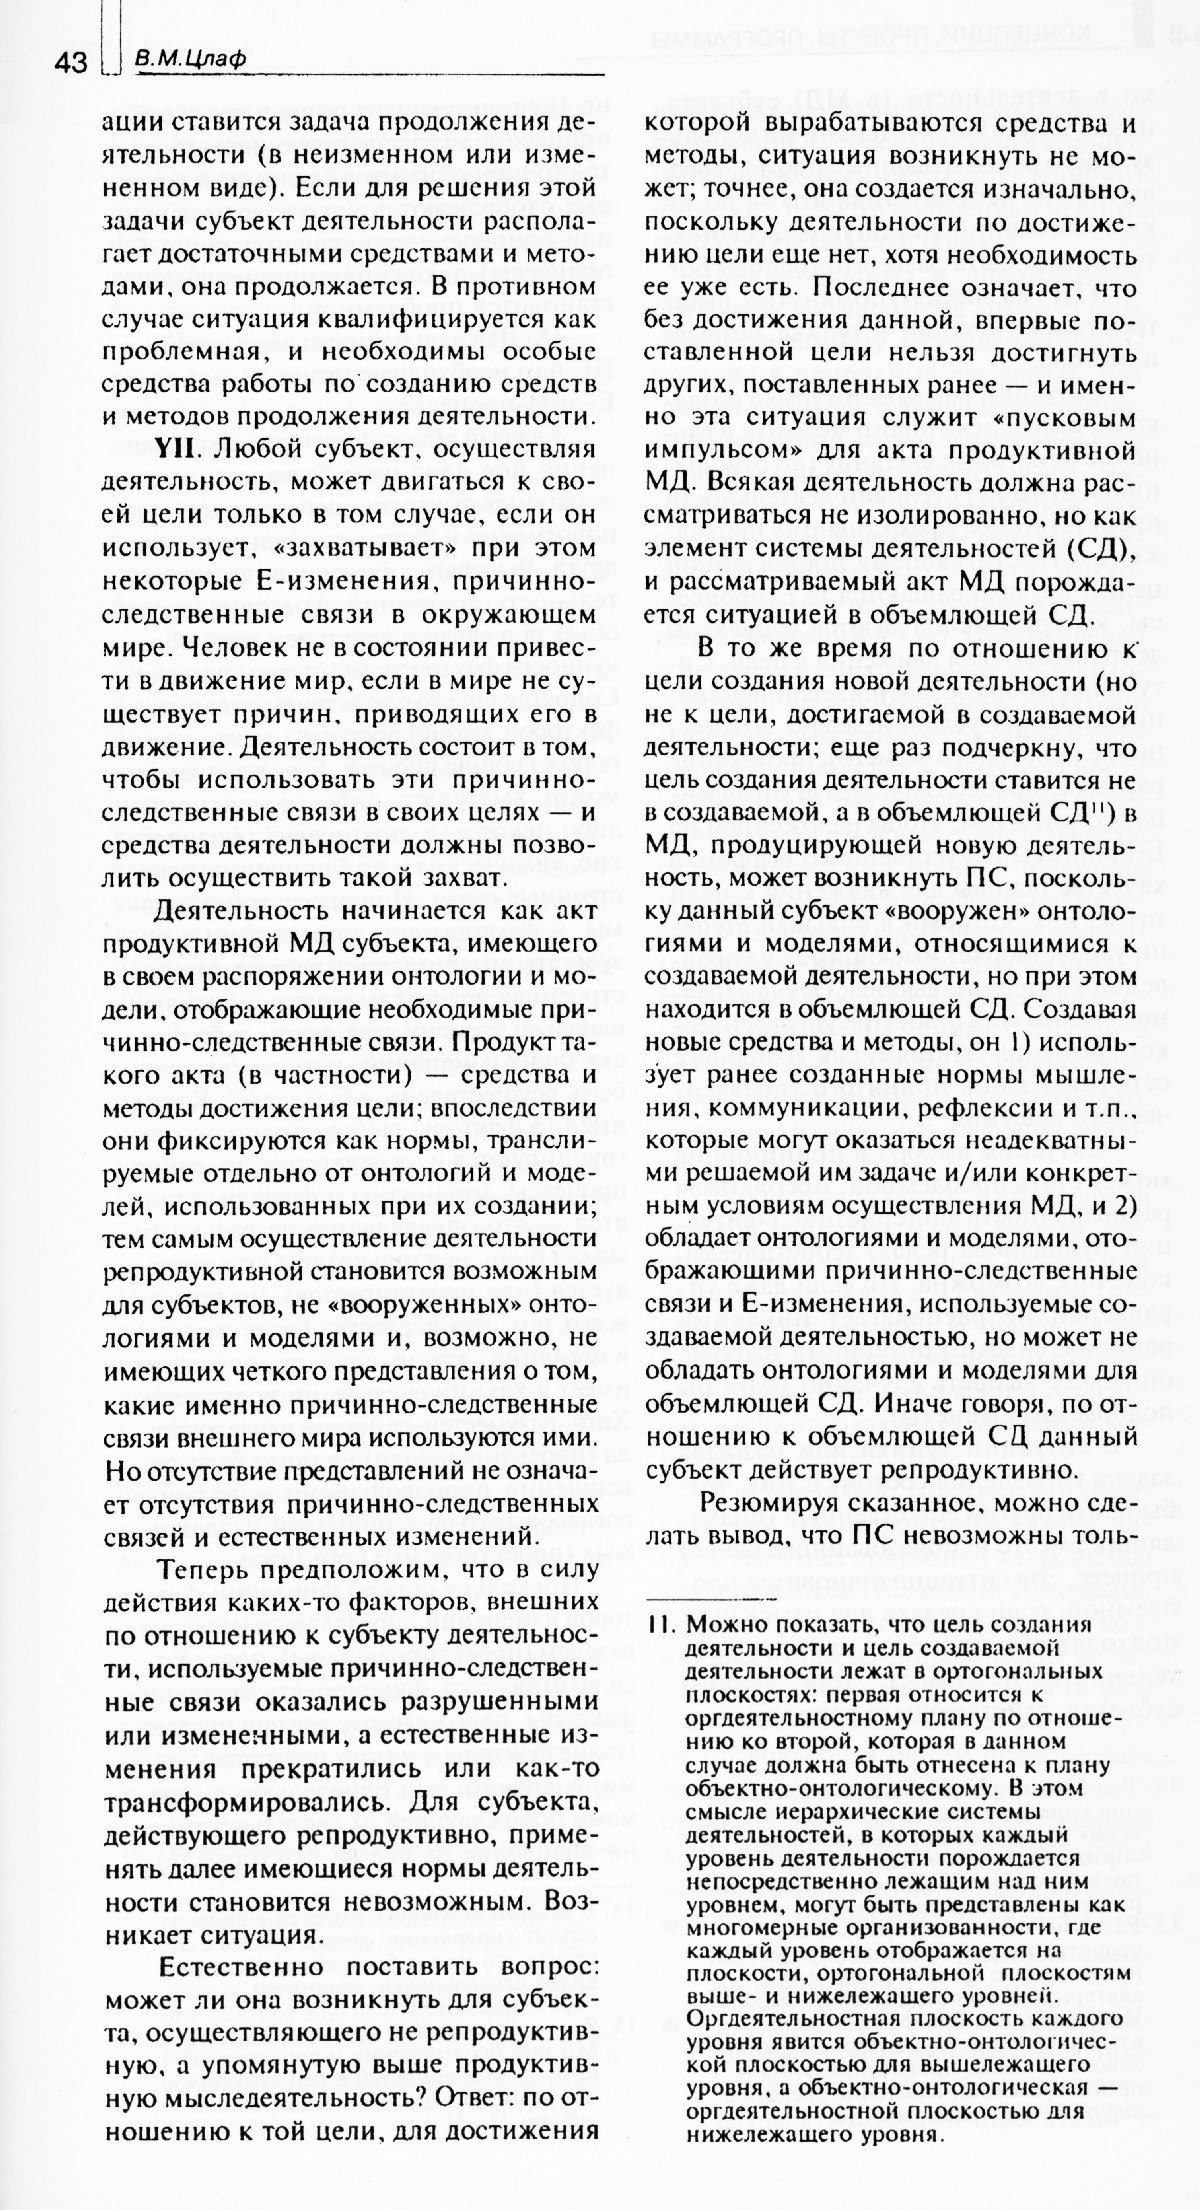 43
В.М.Цлаф
ации ставится задача продолжения де-
ятельности (в неизменном или изме-
ненном виде). Если для решения этой
задачи субъект деятельности распола-
гает достаточными средствами и мето-
дами, она продолжается. В противном
случае ситуация квалифицируется как
проблемная, и необходимы особые
средства работы по созданию средств
и методов продолжения деятельности.
YII. Любой субъект, осуществляя
деятельность, может двигаться к сво-
ей цели только в том случае, если он
использует, «захватывает» при этом
некоторые Е-изменения, причинно-
следственные связи в окружающем
мире. Человек не в состоянии привес-
ти в движение мир, если в мире не су-
ществует причин, приводящих его в
движение. Деятельность состоит в том,
чтобы использовать эти причинно-
следственные связи в своих целях — и
средства деятельности должны позво-
лить осуществить такой захват.
Деятельность начинается как акт
продуктивной МД субъекта, имеющего
в своем распоряжении онтологии и мо-
дели, отображающие необходимые при-
чинно-следственные связи. Продукт та-
кого акта (в частности) — средства и
методы достижения цели; впоследствии
они фиксируются как нормы, трансли-
руемые отдельно от онтологий и моде-
лей, использованных при их создании;
тем самым осуществление деятельности
репродуктивной становится возможным
для субъектов, не «вооруженных» онто-
логиями и моделями и, возможно, не
имеющих четкого представления о том,
какие именно причинно-следственные
связи внешнего мира используются ими.
Но отсутствие представлений не означа-
ет отсутствия причинно-следственных
связей и естественных изменений.
Теперь предположим, что в силу
действия каких-то факторов, внешних
по отношению к субъекту деятельнос-
ти, используемые причинно-следствен-
ные связи оказались разрушенными
или измененными, а естественные из-
менения прекратились или как-то
трансформировались. Для субъекта,
действующего репродуктивно, приме-
нять далее имеющиеся нормы деятель-
ности становится невозможным. Воз-
никает ситуация.
Естественно поставить вопрос:
может ли она возникнуть для субъек-
та, осуществляющего не репродуктив-
ную, а упомянутую выше продуктив-
ную мыследеятельность? Ответ: по от-
ношению к той цели, для достижения
которой вырабатываются средства и
методы, ситуация возникнуть не мо-
жет; точнее, она создается изначально,
поскольку деятельности по достиже-
нию цели еще нет, хотя необходимость
ее уже есть. Последнее означает, что
без достижения данной, впервые по-
ставленной цели нельзя достигнуть
других, поставленных ранее — и имен-
но эта ситуация служит «пусковым
импульсом» для акта продуктивной
МД. Всякая деятельность должна рас-
сматриваться не изолированно, но как
элемент системы деятельностей (СД),
и рассматриваемый акт МД порожда-
ется ситуацией в объемлющей СД.
В то же время по отношению к
цели создания новой деятельности (но
не к цели, достигаемой в создаваемой
деятельности; еще раз подчеркну, что
цель создания деятельности ставится не
в создаваемой, а в объемлющей СД¹¹) в
МД, продуцирующей новую деятель-
ность, может возникнуть ПС, посколь-
ку данный субъект «вооружен» онтоло-
гиями и моделями, относящимися к
создаваемой деятельности, но при этом
находится в объемлющей СД. Создавая
новые средства и методы, он 1) исполь-
зует ранее созданные нормы мышле-
ния, коммуникации, рефлексии и т.п.,
которые могут оказаться неадекватны-
ми решаемой им задаче и/или конкрет-
ным условиям осуществления МД, и 2)
обладает онтологиями и моделями, ото-
бражающими причинно-следственные
связи и Е-изменения, используемые со-
здаваемой деятельностью, но может не
обладать онтологиями и моделями для
объемлющей СД. Иначе говоря, по от-
ношению к объемлющей СД данный
субъект действует репродуктивно.
Резюмируя сказанное, можно сде-
лать вывод, что ПС невозможны толь-
11. Можно показать, что цель создания
деятельности и цель создаваемой
деятельности лежат в ортогональных
плоскостях: первая относится к
оргдеятельностному плану по отноше-
нию ко второй, которая в данном
случае должна быть отнесена к плану
объектно-онтологическому. В этом
смысле иерархические системы
деятельностей, в которых каждый
уровень деятельности порождается
непосредственно лежащим над ним
уровнем, могут быть представлены как
многомерные организованности, где
каждый уровень отображается на
плоскости, ортогональной плоскостям
выше- и нижележащего уровней.
Оргдеятельностная плоскость каждого
уровня явится объектно-онтологичес-
кой плоскостью для вышележащего
уровня, а объектно-онтологическая —
оргдеятельностной плоскостью для
нижележащего уровня.